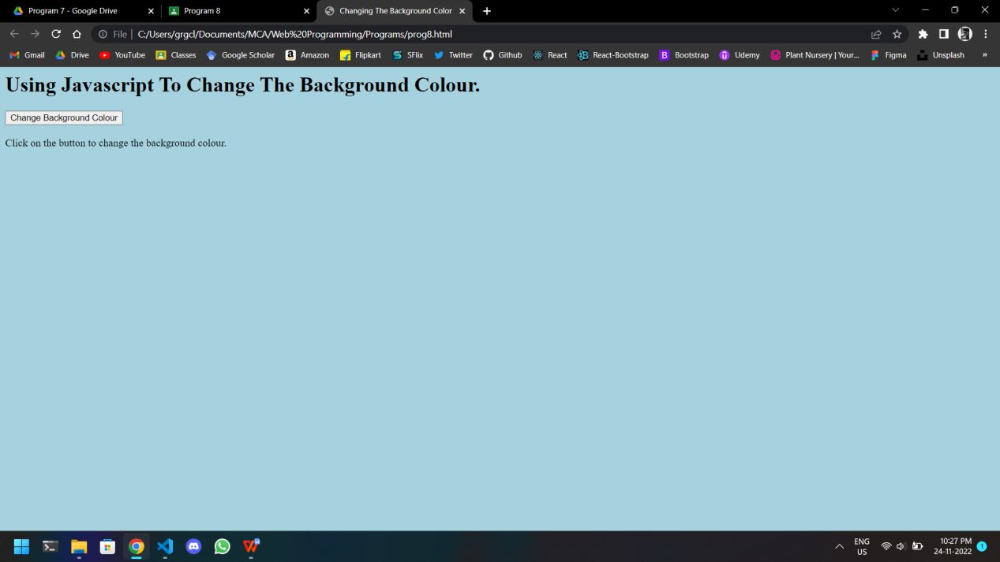 Program 7 - Google Drive
Program 8
Changing The Background Color
File
C:/Users/grgcl/Documents/MCA/Web%20Programming/Programs/prog8.html
Gmail Drive YouTube Classes Google Scholar Amazon Flipkart SFlix Twitter Github React React-Bootstrap Bootstrap Udemy Plant Nursery | Your... Figma Unsplash »
Using Javascript To Change The Background Colour.
Change Background Colour
Click on the button to change the background colour.
ENG
US
10:27 PM
24-11-2022
1